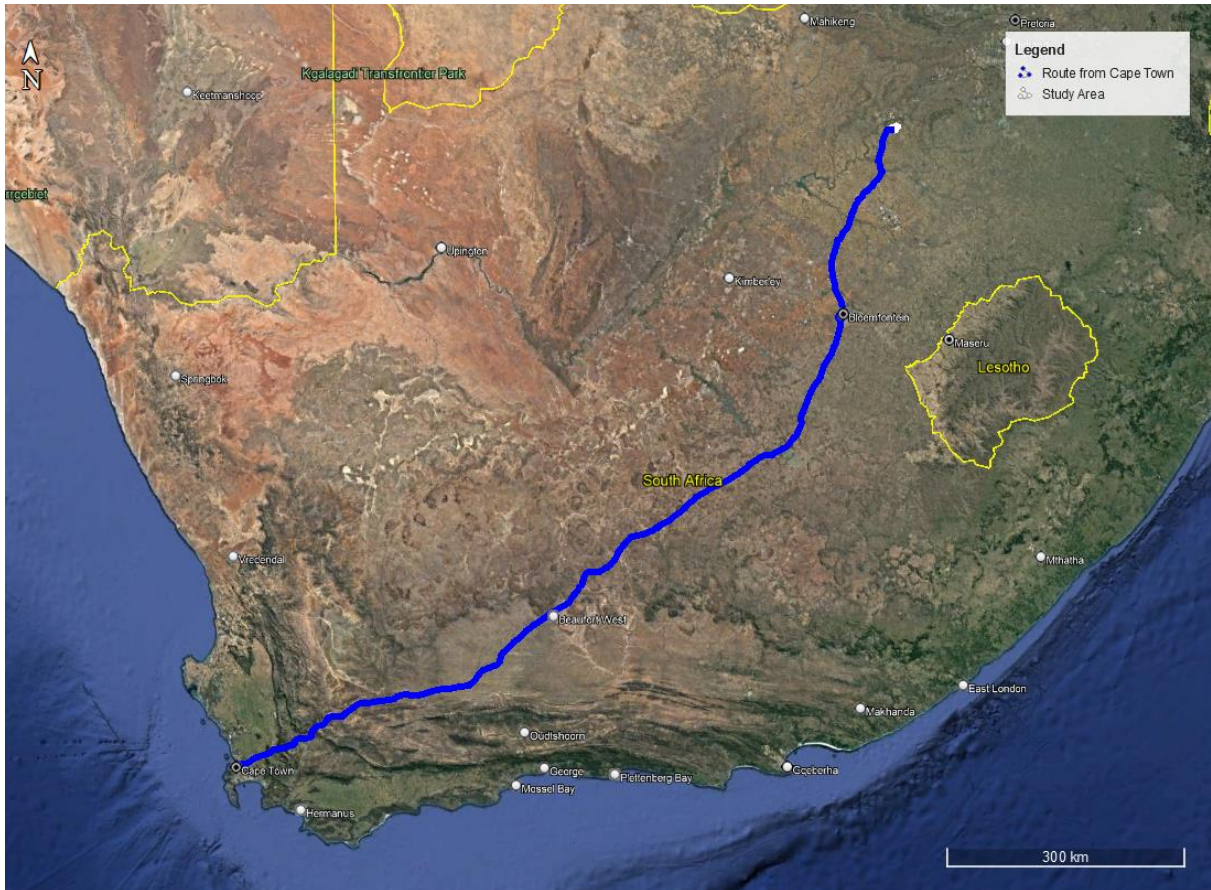 Mahikeng
Pretoria
Legend
Route from Cape Town
Study Area
Kgalagadi Transfrontier Park
Keetmanshoop
rrgebiet
N
Upington
Kimberley
Bloemfontein
Maseru
Lesotho
Springbok
South Africa
Vredendal
Mthatha
Beaufort West
East London
Makhanda
Oudtshoorn
Cape Town
George
Plettenberg Bay
Gqeberha
Mossel Bay
Hermanus
300 km